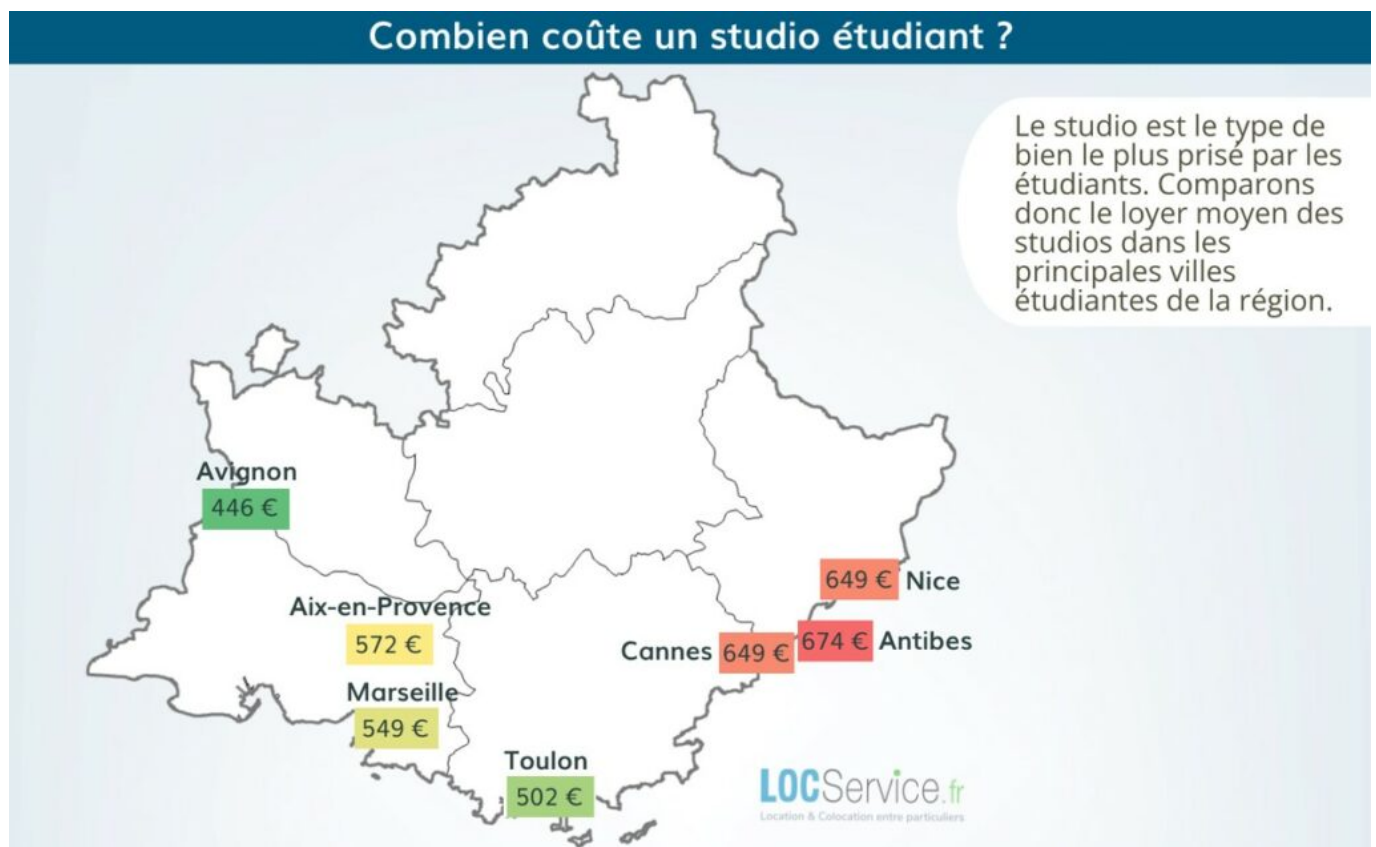 Combien coûte un studio étudiant ?
Le studio est le type de
bien le plus prisé par les
étudiants. Comparons
donc le loyer moyen des
studios dans les
principales villes
étudiantes de la région.
Avignon
446 €
649 € Nice
Aix-en-Provence
572 €
Cannes 649 € 674 € Antibes
Marseille
549 €
Toulon
502 €
LOCService.fr
Location & Colocation entre particuliers